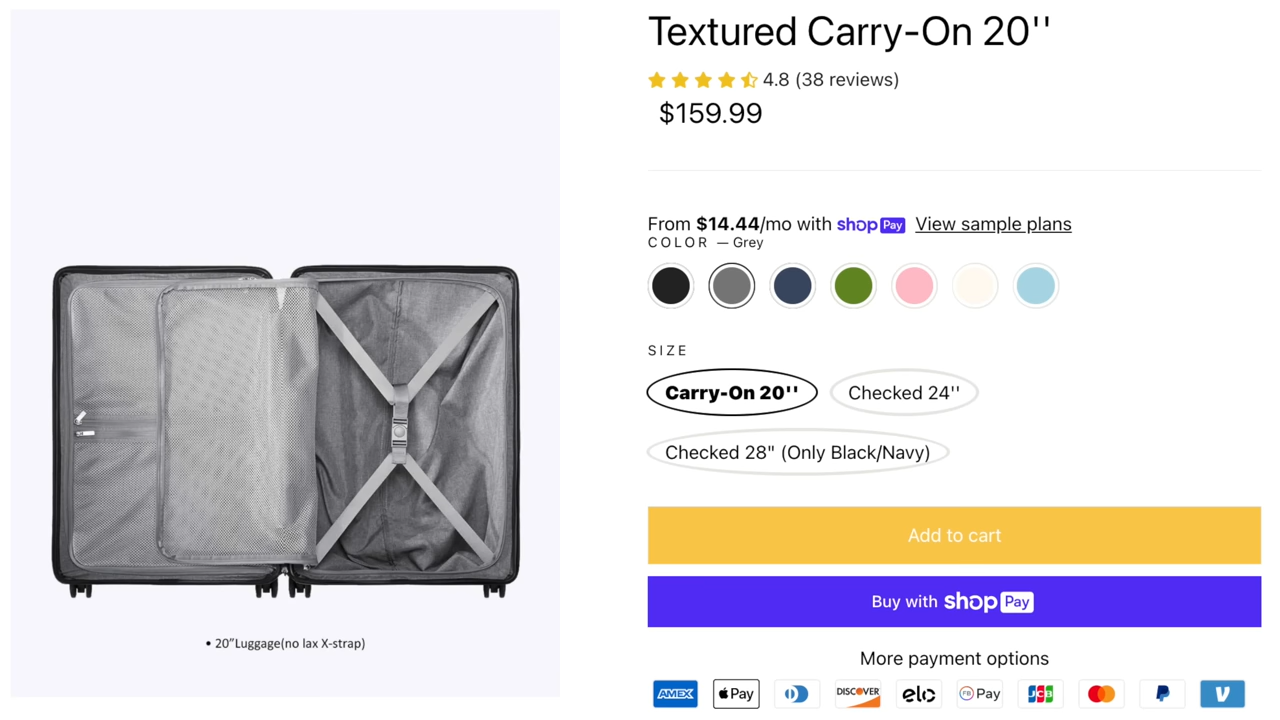 Textured Carry-On 20''
4.8 (38 reviews)
$159.99
From $14.44/mo with shop Pay View sample plans
COLOR — Grey
SIZE
Carry-On 20''
Checked 24''
Checked 28" (Only Black/Navy)
Add to cart
Buy with shop Pay
More payment options
AMEX Pay DISCOVER elo FB Pay JCB
• 20”Luggage(no lax X-strap)